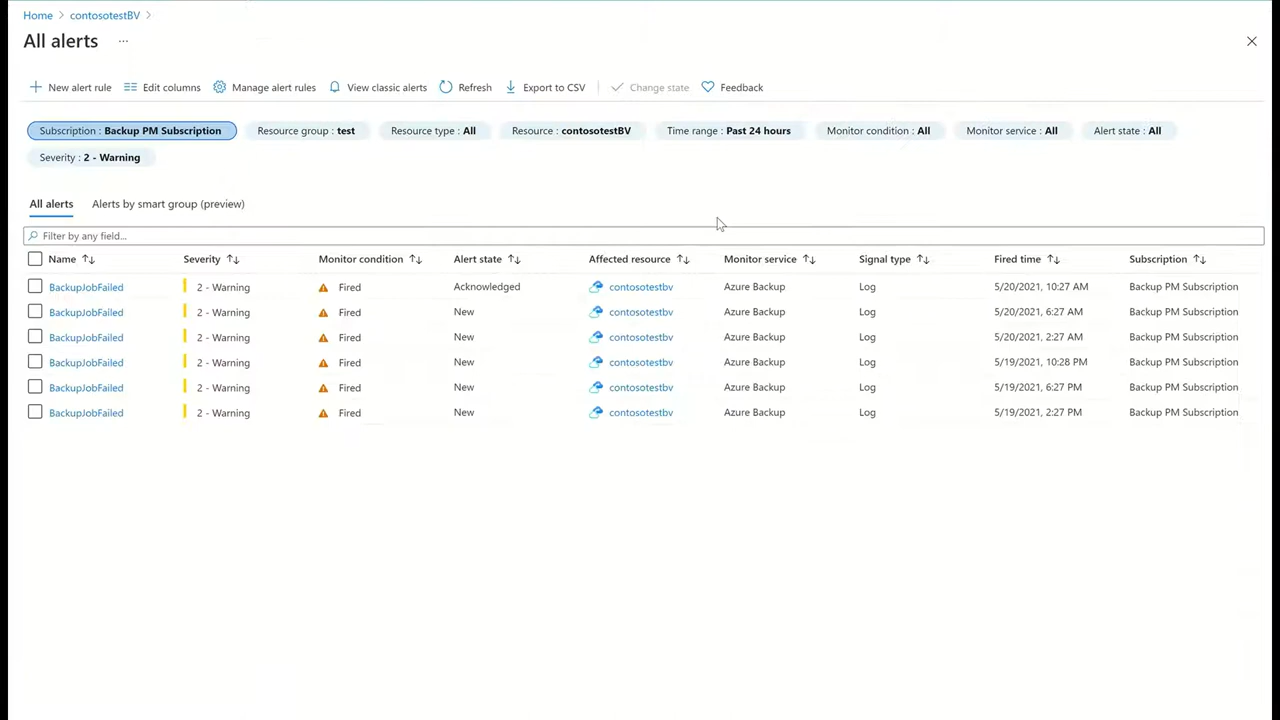 Home > contosotestBV >
All alerts ...
New alert rule Edit columns Manage alert rules View classic alerts Refresh Export to CSV Change state Feedback
Subscription : Backup PM Subscription Resource group : test Resource type : All Resource : contosotestBV Time range : Past 24 hours Monitor condition : All Monitor service : All Alert state : All
Severity : 2 - Warning
All alerts Alerts by smart group (preview)
Filter by any field...
Name Severity Monitor condition Alert state Affected resource Monitor service Signal type Fired time Subscription
BackupJobFailed 2 - Warning Fired Acknowledged contosotestbv Azure Backup Log 5/20/2021, 10:27 AM Backup PM Subscription
BackupJobFailed 2 - Warning Fired New contosotestbv Azure Backup Log 5/20/2021, 6:27 AM Backup PM Subscription
BackupJobFailed 2 - Warning Fired New contosotestbv Azure Backup Log 5/20/2021, 2:27 AM Backup PM Subscription
BackupJobFailed 2 - Warning Fired New contosotestbv Azure Backup Log 5/19/2021, 10:28 PM Backup PM Subscription
BackupJobFailed 2 - Warning Fired New contosotestbv Azure Backup Log 5/19/2021, 6:27 PM Backup PM Subscription
BackupJobFailed 2 - Warning Fired New contosotestbv Azure Backup Log 5/19/2021, 2:27 PM Backup PM Subscription